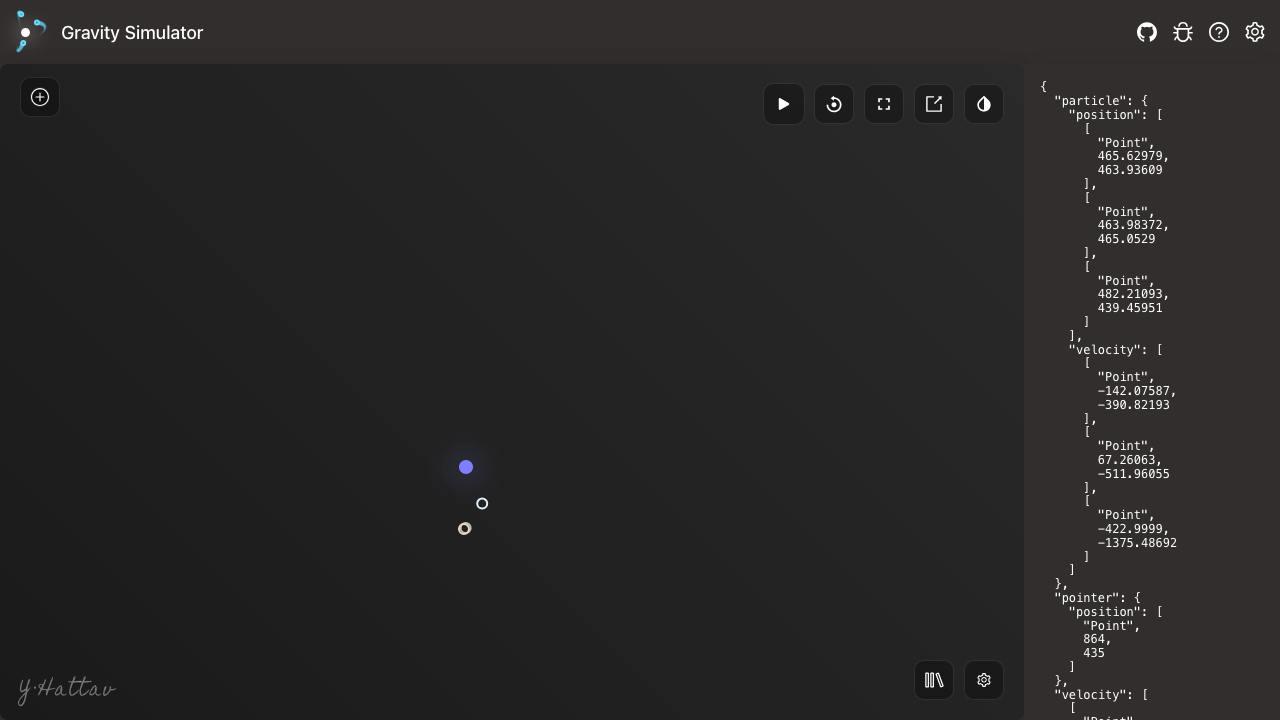 Gravity Simulator
{
"particle": {
"position": [
[
"Point",
465.62979,
463.93609
],
[
"Point",
463.98372,
465.0529
],
[
"Point",
482.21093,
439.45951
]
],
"velocity": [
[
"Point",
−142.07587,
−390.82193
],
[
"Point",
67.26063,
−511.96055
],
[
"Point",
−422.9999,
−1375.48692
]
]
},
"pointer": {
"position": [
"Point",
864,
435
]
},
"velocity": [
[
"Point",
Y·Hattav